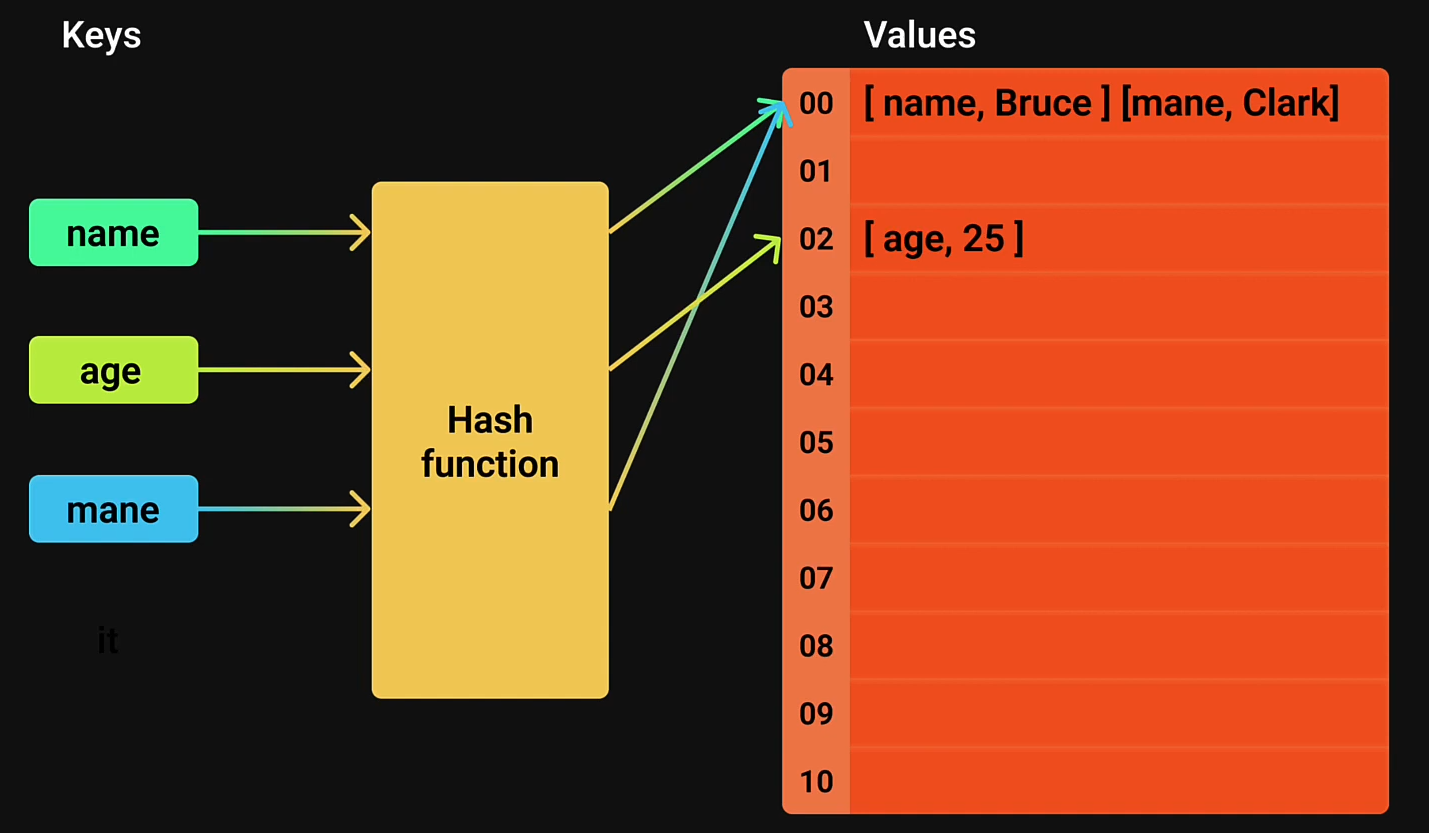 Keys
Values
name
age
mane
it
Hash
function
00 [ name, Bruce ] [mane, Clark]
01
02 [ age, 25 ]
03
04
05
06
07
08
09
10